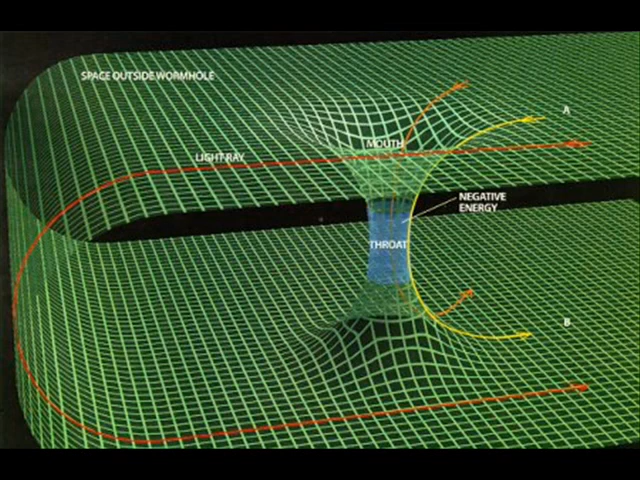 SPACE OUTSIDE WORMHOLE
A
MOUTH
LIGHT RAY
NEGATIVE
ENERGY
THROAT
B